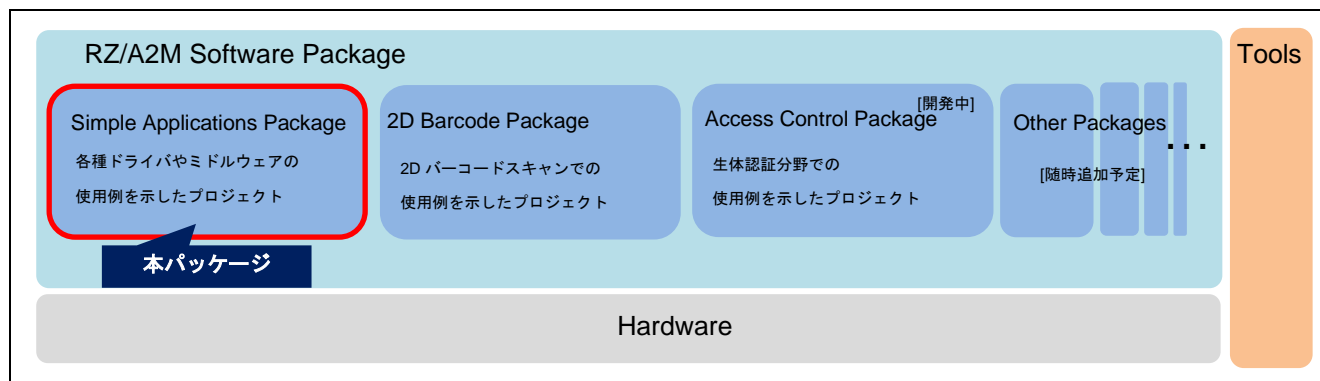 RZ/A2M Software Package
Tools
Simple Applications Package
各種ドライバやミドルウェアの
使用例を示したプロジェクト
本パッケージ
2D Barcode Package
2D バーコードスキャンでの
使用例を示したプロジェクト
[開発中]
Access Control Package
生体認証分野での
使用例を示したプロジェクト
Other Packages
...
[随時追加予定]
Hardware